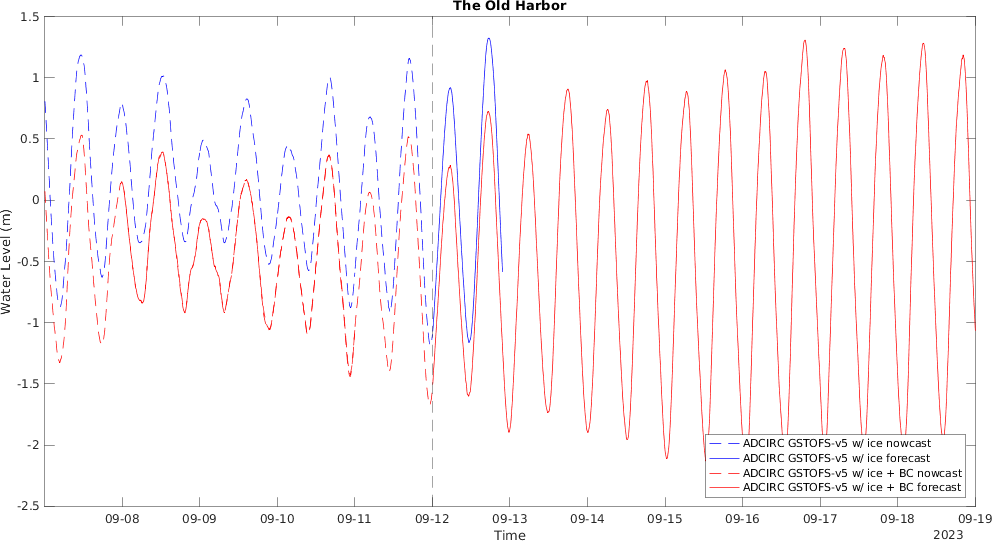 The Old Harbor
1.5
1
0.5
0
-0.5
-1
-1.5
-2
-2.5
Water Level (m)
ADCIRC GSTOFS-v5 w/ ice nowcast
ADCIRC GSTOFS-v5 w/ ice forecast
ADCIRC GSTOFS-v5 w/ ice + BC nowcast
ADCIRC GSTOFS-v5 w/ ice + BC forecast
09-08 09-09 09-10 09-11 09-12 09-13 09-14 09-15 09-16 09-17 09-18 09-19
Time
2023